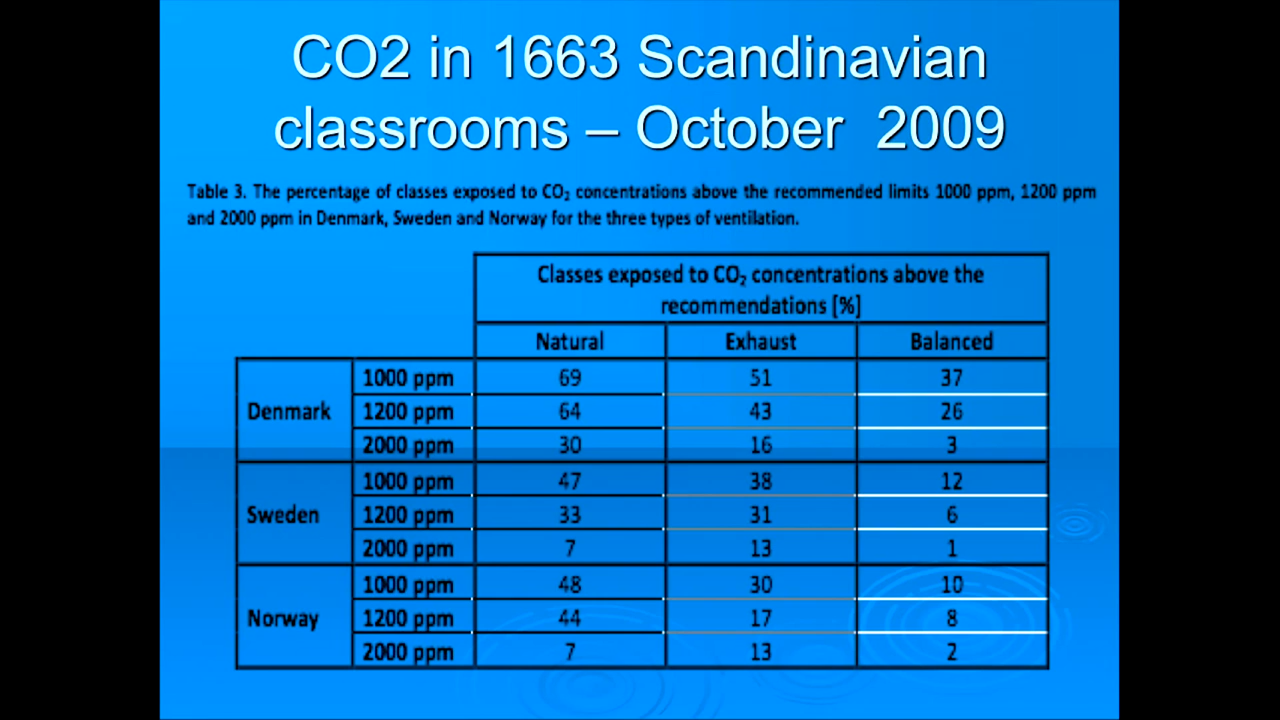 CO2 in 1663 Scandinavian
classrooms – October 2009
Table 3. The percentage of classes exposed to CO₂ concentrations above the recommended limits 1000 ppm, 1200 ppm
and 2000 ppm in Denmark, Sweden and Norway for the three types of ventilation.
Classes exposed to CO₂ concentrations above the
recommendations [%]
Natural Exhaust Balanced
1000 ppm 69 51 37
Denmark 1200 ppm 64 43 26
2000 ppm 30 16 3
1000 ppm 47 38 12
Sweden 1200 ppm 33 31 6
2000 ppm 7 13 1
1000 ppm 48 30 10
Norway 1200 ppm 44 17 8
2000 ppm 7 13 2